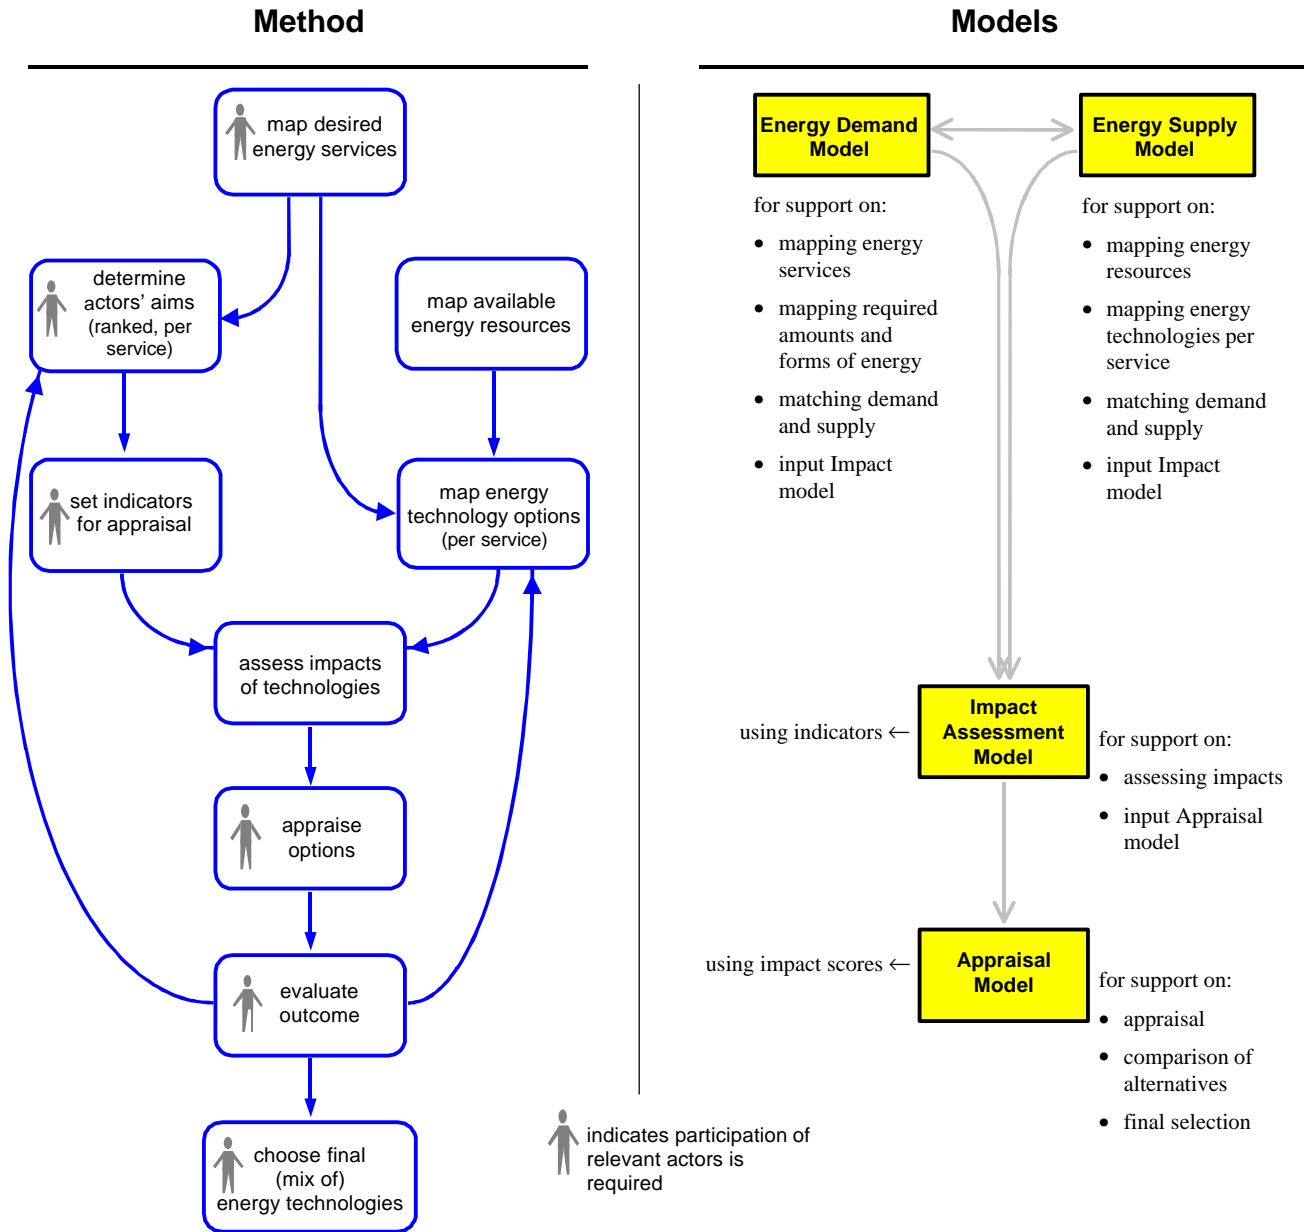 Method
map desired
energy services
determine
actors' aims
(ranked, per
service)
map available
energy resources
set indicators
for appraisal
map energy
technology options
(per service)
assess impacts
of technologies
appraise
options
evaluate
outcome
choose final
(mix of)
energy technologies
indicates participation of
relevant actors is
required
Models
Energy Demand
Model
for support on:
• mapping energy
services
• mapping required
amounts and
forms of energy
• matching demand
and supply
• input Impact
model
Energy Supply
Model
for support on:
• mapping energy
resources
• mapping energy
technologies per
service
• matching demand
and supply
• input Impact
model
using indicators ←
Impact
Assessment
Model
for support on:
• assessing impacts
• input Appraisal
model
using impact scores ←
Appraisal
Model
for support on:
• appraisal
• comparison of
alternatives
• final selection